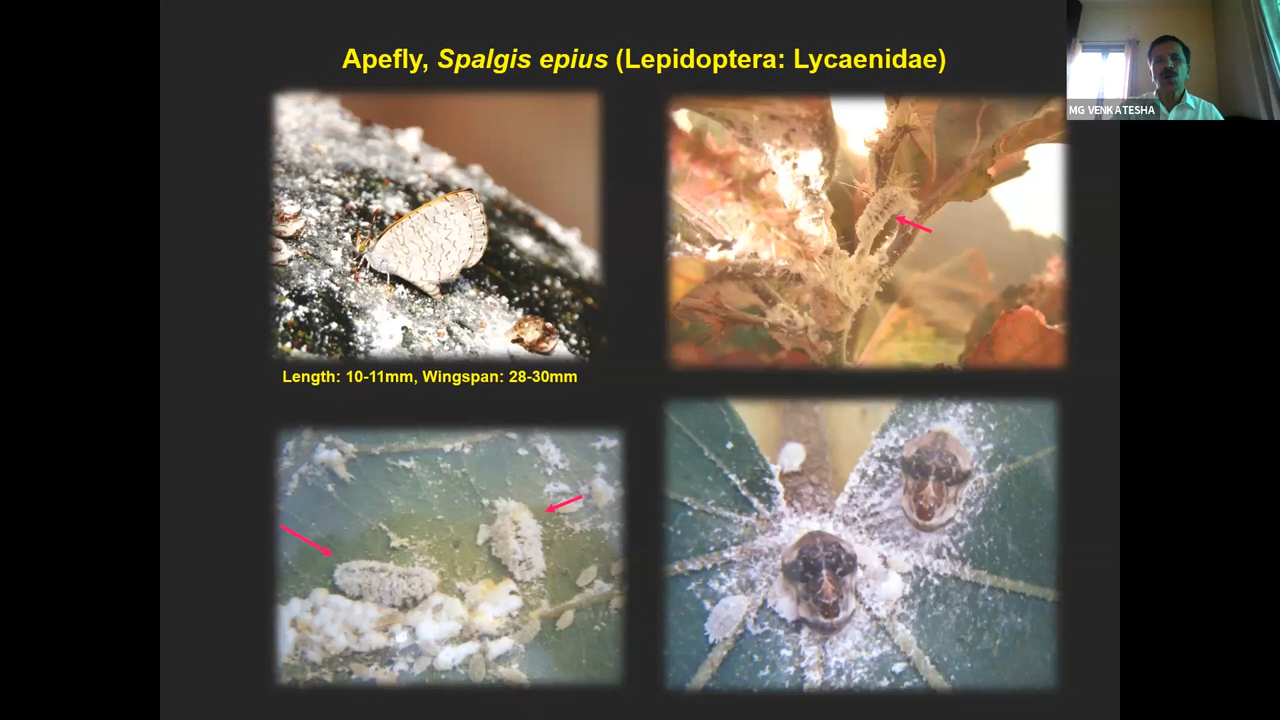 Apefly, Spalgis epius (Lepidoptera: Lycaenidae)
MG VENKATESHA
Length: 10-11mm, Wingspan: 28-30mm